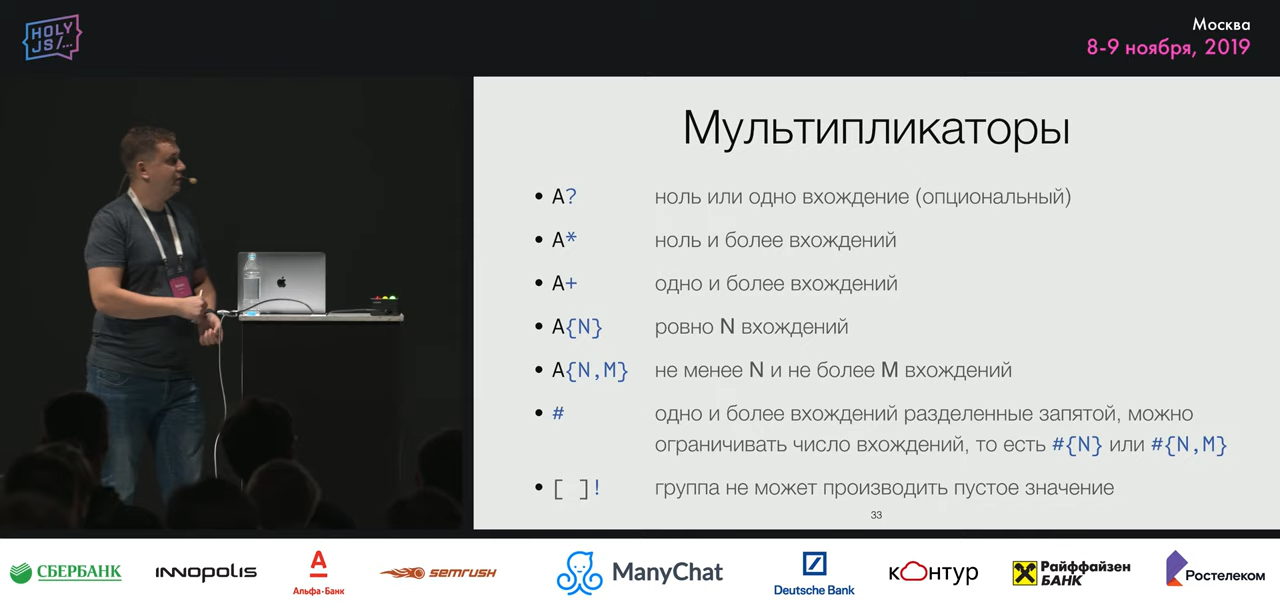 HOLY
JS/...
Москва
8-9 ноября, 2019
Мультипликаторы
• A? ноль или одно вхождение (опциональный)
• A* ноль и более вхождений
• A+ одно и более вхождений
• A{N} ровно N вхождений
• A{N,M} не менее N и не более M вхождений
• # одно и более вхождений разделенные запятой, можно
ограничивать число вхождений, то есть #{N} или #{N,M}
• [ ]! группа не может производить пустое значение
33
СБЕРБАНК
INNOPOLIS
А
Альфа·Банк
semrush
ManyChat
Deutsche Bank
контур
Райффайзен
БАНК
Ростелеком